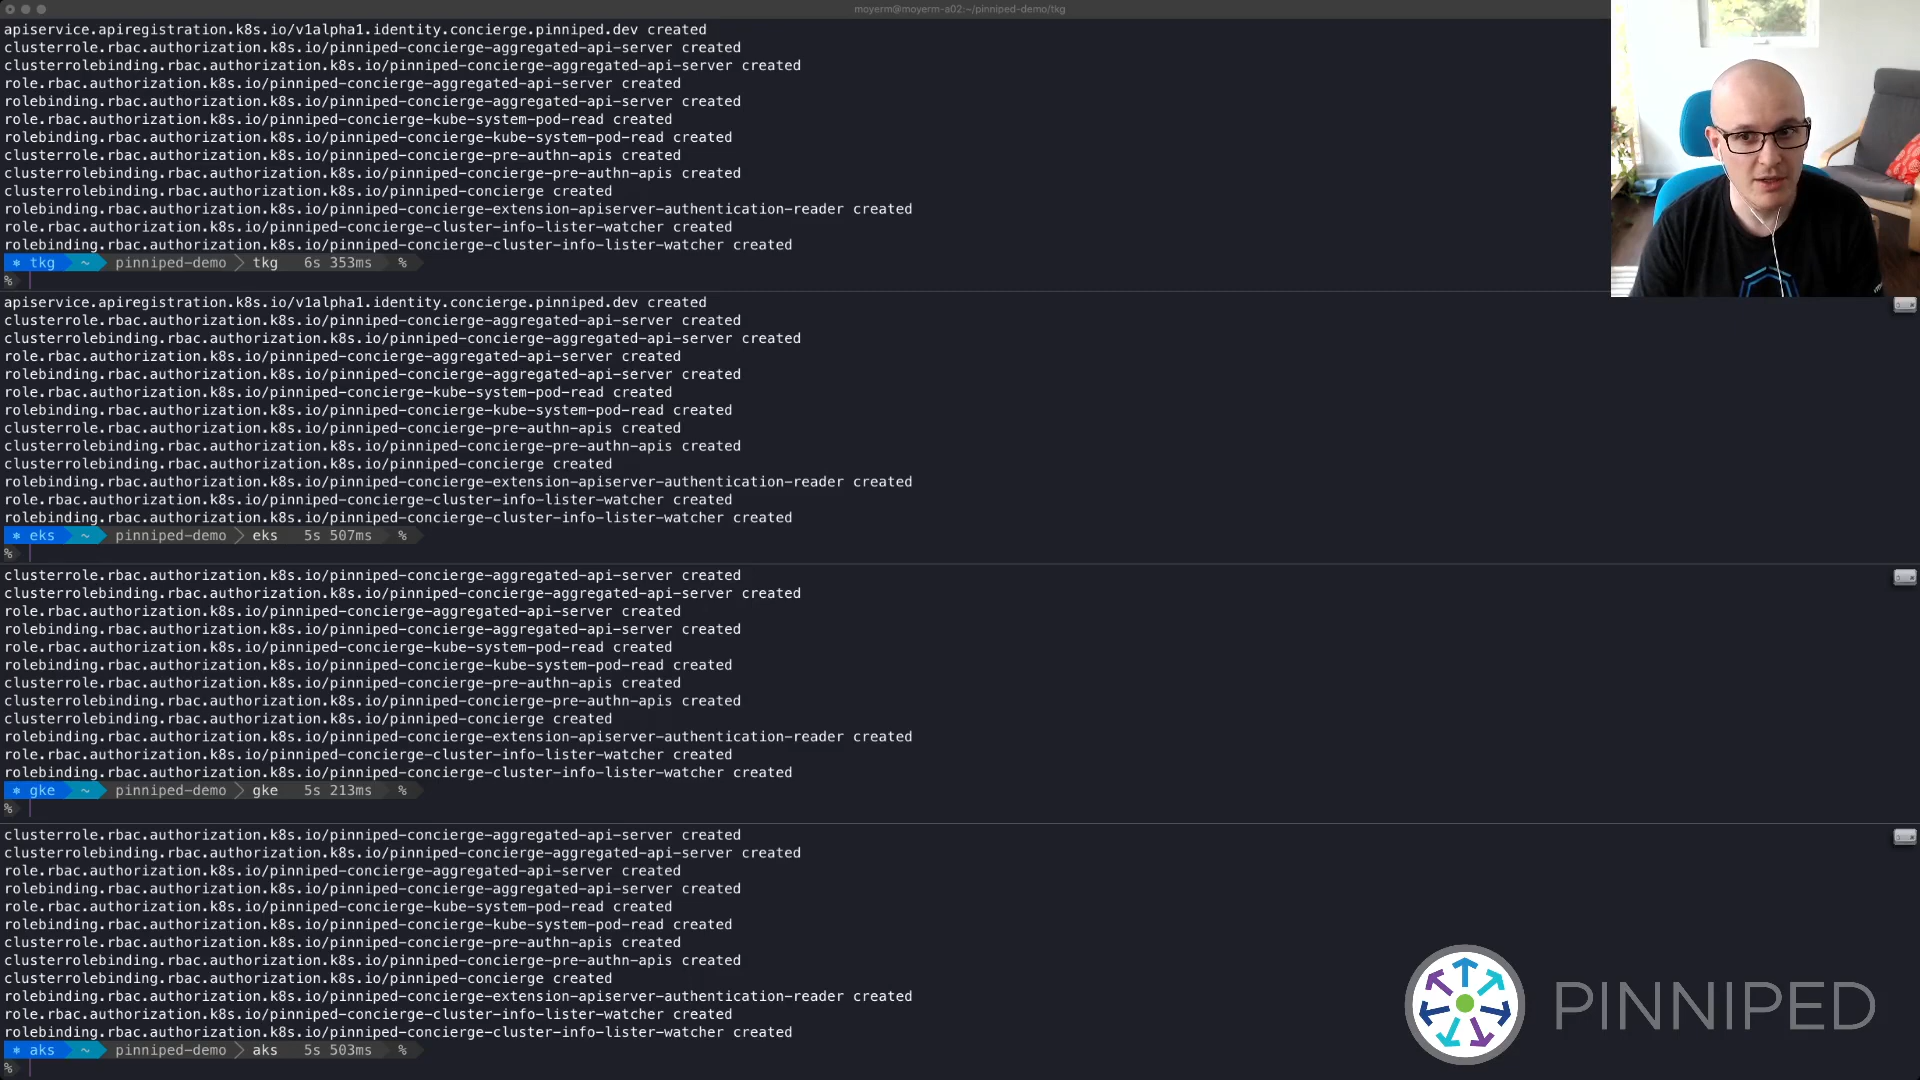 moyerm@moyerm-a02:~/pinniped-demo/tkg
apiservice.apiregistration.k8s.io/v1alpha1.identity.concierge.pinniped.dev created
clusterrole.rbac.authorization.k8s.io/pinniped-concierge-aggregated-api-server created
clusterrolebinding.rbac.authorization.k8s.io/pinniped-concierge-aggregated-api-server created
role.rbac.authorization.k8s.io/pinniped-concierge-aggregated-api-server created
rolebinding.rbac.authorization.k8s.io/pinniped-concierge-aggregated-api-server created
role.rbac.authorization.k8s.io/pinniped-concierge-kube-system-pod-read created
rolebinding.rbac.authorization.k8s.io/pinniped-concierge-kube-system-pod-read created
clusterrole.rbac.authorization.k8s.io/pinniped-concierge-pre-authn-apis created
clusterrolebinding.rbac.authorization.k8s.io/pinniped-concierge-pre-authn-apis created
clusterrolebinding.rbac.authorization.k8s.io/pinniped-concierge created
rolebinding.rbac.authorization.k8s.io/pinniped-concierge-extension-apiserver-authentication-reader created
role.rbac.authorization.k8s.io/pinniped-concierge-cluster-info-lister-watcher created
rolebinding.rbac.authorization.k8s.io/pinniped-concierge-cluster-info-lister-watcher created
⎈ tkg ~ pinniped-demo tkg 6s 353ms %
%
apiservice.apiregistration.k8s.io/v1alpha1.identity.concierge.pinniped.dev created
clusterrole.rbac.authorization.k8s.io/pinniped-concierge-aggregated-api-server created
clusterrolebinding.rbac.authorization.k8s.io/pinniped-concierge-aggregated-api-server created
role.rbac.authorization.k8s.io/pinniped-concierge-aggregated-api-server created
rolebinding.rbac.authorization.k8s.io/pinniped-concierge-aggregated-api-server created
role.rbac.authorization.k8s.io/pinniped-concierge-kube-system-pod-read created
rolebinding.rbac.authorization.k8s.io/pinniped-concierge-kube-system-pod-read created
clusterrole.rbac.authorization.k8s.io/pinniped-concierge-pre-authn-apis created
clusterrolebinding.rbac.authorization.k8s.io/pinniped-concierge-pre-authn-apis created
clusterrolebinding.rbac.authorization.k8s.io/pinniped-concierge created
rolebinding.rbac.authorization.k8s.io/pinniped-concierge-extension-apiserver-authentication-reader created
role.rbac.authorization.k8s.io/pinniped-concierge-cluster-info-lister-watcher created
rolebinding.rbac.authorization.k8s.io/pinniped-concierge-cluster-info-lister-watcher created
⎈ eks ~ pinniped-demo eks 5s 507ms %
%
clusterrole.rbac.authorization.k8s.io/pinniped-concierge-aggregated-api-server created
clusterrolebinding.rbac.authorization.k8s.io/pinniped-concierge-aggregated-api-server created
role.rbac.authorization.k8s.io/pinniped-concierge-aggregated-api-server created
rolebinding.rbac.authorization.k8s.io/pinniped-concierge-aggregated-api-server created
role.rbac.authorization.k8s.io/pinniped-concierge-kube-system-pod-read created
rolebinding.rbac.authorization.k8s.io/pinniped-concierge-kube-system-pod-read created
clusterrole.rbac.authorization.k8s.io/pinniped-concierge-pre-authn-apis created
clusterrolebinding.rbac.authorization.k8s.io/pinniped-concierge-pre-authn-apis created
clusterrolebinding.rbac.authorization.k8s.io/pinniped-concierge created
rolebinding.rbac.authorization.k8s.io/pinniped-concierge-extension-apiserver-authentication-reader created
role.rbac.authorization.k8s.io/pinniped-concierge-cluster-info-lister-watcher created
rolebinding.rbac.authorization.k8s.io/pinniped-concierge-cluster-info-lister-watcher created
⎈ gke ~ pinniped-demo gke 5s 213ms %
%
clusterrole.rbac.authorization.k8s.io/pinniped-concierge-aggregated-api-server created
clusterrolebinding.rbac.authorization.k8s.io/pinniped-concierge-aggregated-api-server created
role.rbac.authorization.k8s.io/pinniped-concierge-aggregated-api-server created
rolebinding.rbac.authorization.k8s.io/pinniped-concierge-aggregated-api-server created
role.rbac.authorization.k8s.io/pinniped-concierge-kube-system-pod-read created
rolebinding.rbac.authorization.k8s.io/pinniped-concierge-kube-system-pod-read created
clusterrole.rbac.authorization.k8s.io/pinniped-concierge-pre-authn-apis created
clusterrolebinding.rbac.authorization.k8s.io/pinniped-concierge-pre-authn-apis created
clusterrolebinding.rbac.authorization.k8s.io/pinniped-concierge created
rolebinding.rbac.authorization.k8s.io/pinniped-concierge-extension-apiserver-authentication-reader created
role.rbac.authorization.k8s.io/pinniped-concierge-cluster-info-lister-watcher created
rolebinding.rbac.authorization.k8s.io/pinniped-concierge-cluster-info-lister-watcher created
⎈ aks ~ pinniped-demo aks 5s 503ms %
%
PINNIPED